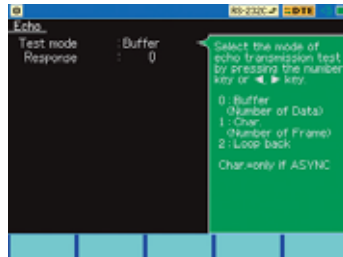 RS-232C DTE
Echo
Test mode : Buffer
Response : 0
Select the mode of
echo transmission test
by pressing the number
key or ◀, ▶ key.
0 : Buffer
(Number of Data)
1 : Char.
(Number of Frame)
2 : Loop back
Char.=only if ASYNC